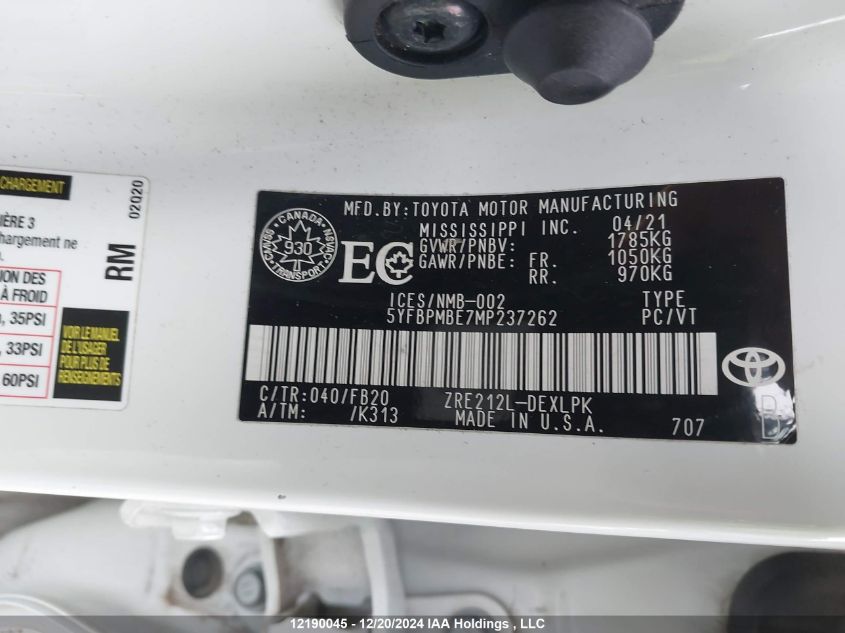 CHARGEMENT
IÈRE 3
chargement ne
ION DES
À FROID
, 35PSI
, 33PSI
60PSI
VOIR LE MANUEL
DE L'USAGER
POUR PLUS DE
RENSEIGNEMENTS
RM
02020
MFD.BY:TOYOTA MOTOR MANUFACTURING
MISSISSIPPI INC. 04/21
GVWR/PNBV: 1785KG
GAWR/PNBE: FR. 1050KG
RR. 970KG
CANADA
930
TRANSPORT
EC
ICES/NMB-002 TYPE
5YFBPMBE7MP237262 PC/VT
C/TR:040/FB20 ZRE212L-DEXLPK
A/TM: /K313 MADE IN U.S.A. 707
B
12190045 - 12/20/2024 IAA Holdings , LLC